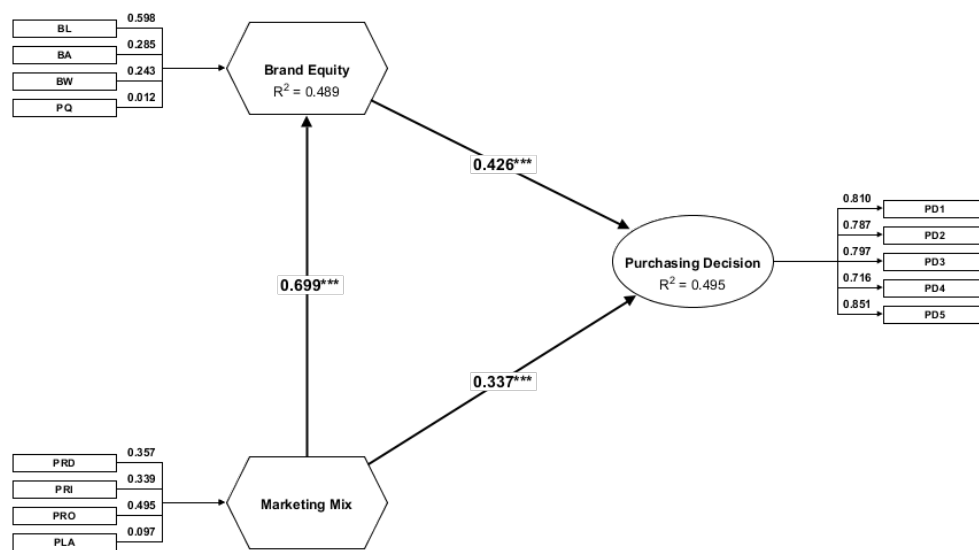 BL
0.598
BA
0.285
BW
0.243
PQ
0.012
Brand Equity
R² = 0.489
0.426***
0.699***
0.337***
Purchasing Decision
R² = 0.495
0.810
PD1
0.787
PD2
0.797
PD3
0.716
PD4
0.851
PD5
PRD
0.357
PRI
0.339
PRO
0.495
PLA
0.097
Marketing Mix